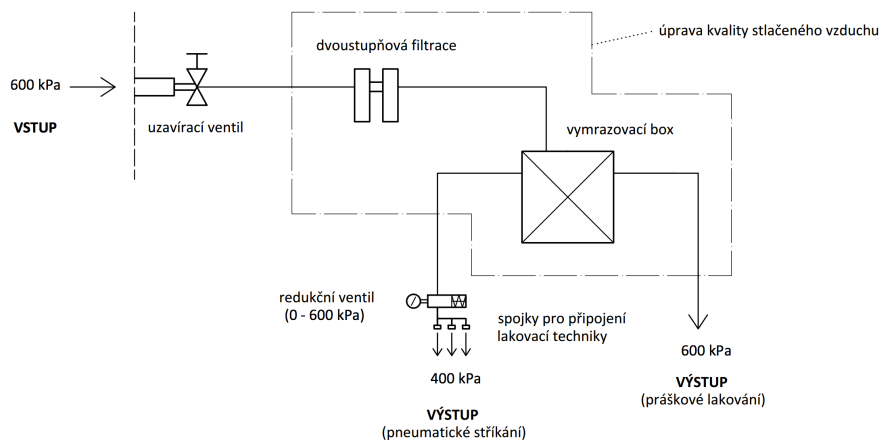 úprava kvality stlačeného vzduchu
dvoustupňová filtrace
600 kPa
VSTUP
uzavírací ventil
vymrazovací box
redukční ventil
(0 - 600 kPa)
spojky pro připojení
lakovací techniky
400 kPa
VÝSTUP
(pneumatické stříkání)
600 kPa
VÝSTUP
(práškové lakování)